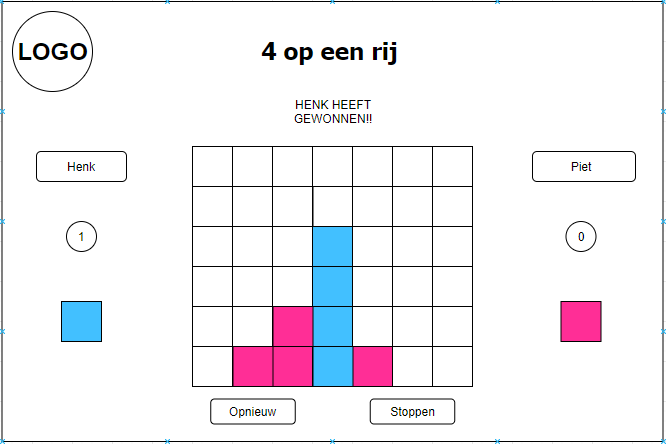 LOGO
4 op een rij
HENK HEEFT
GEWONNEN!!
Henk
Piet
1
0
Opnieuw
Stoppen